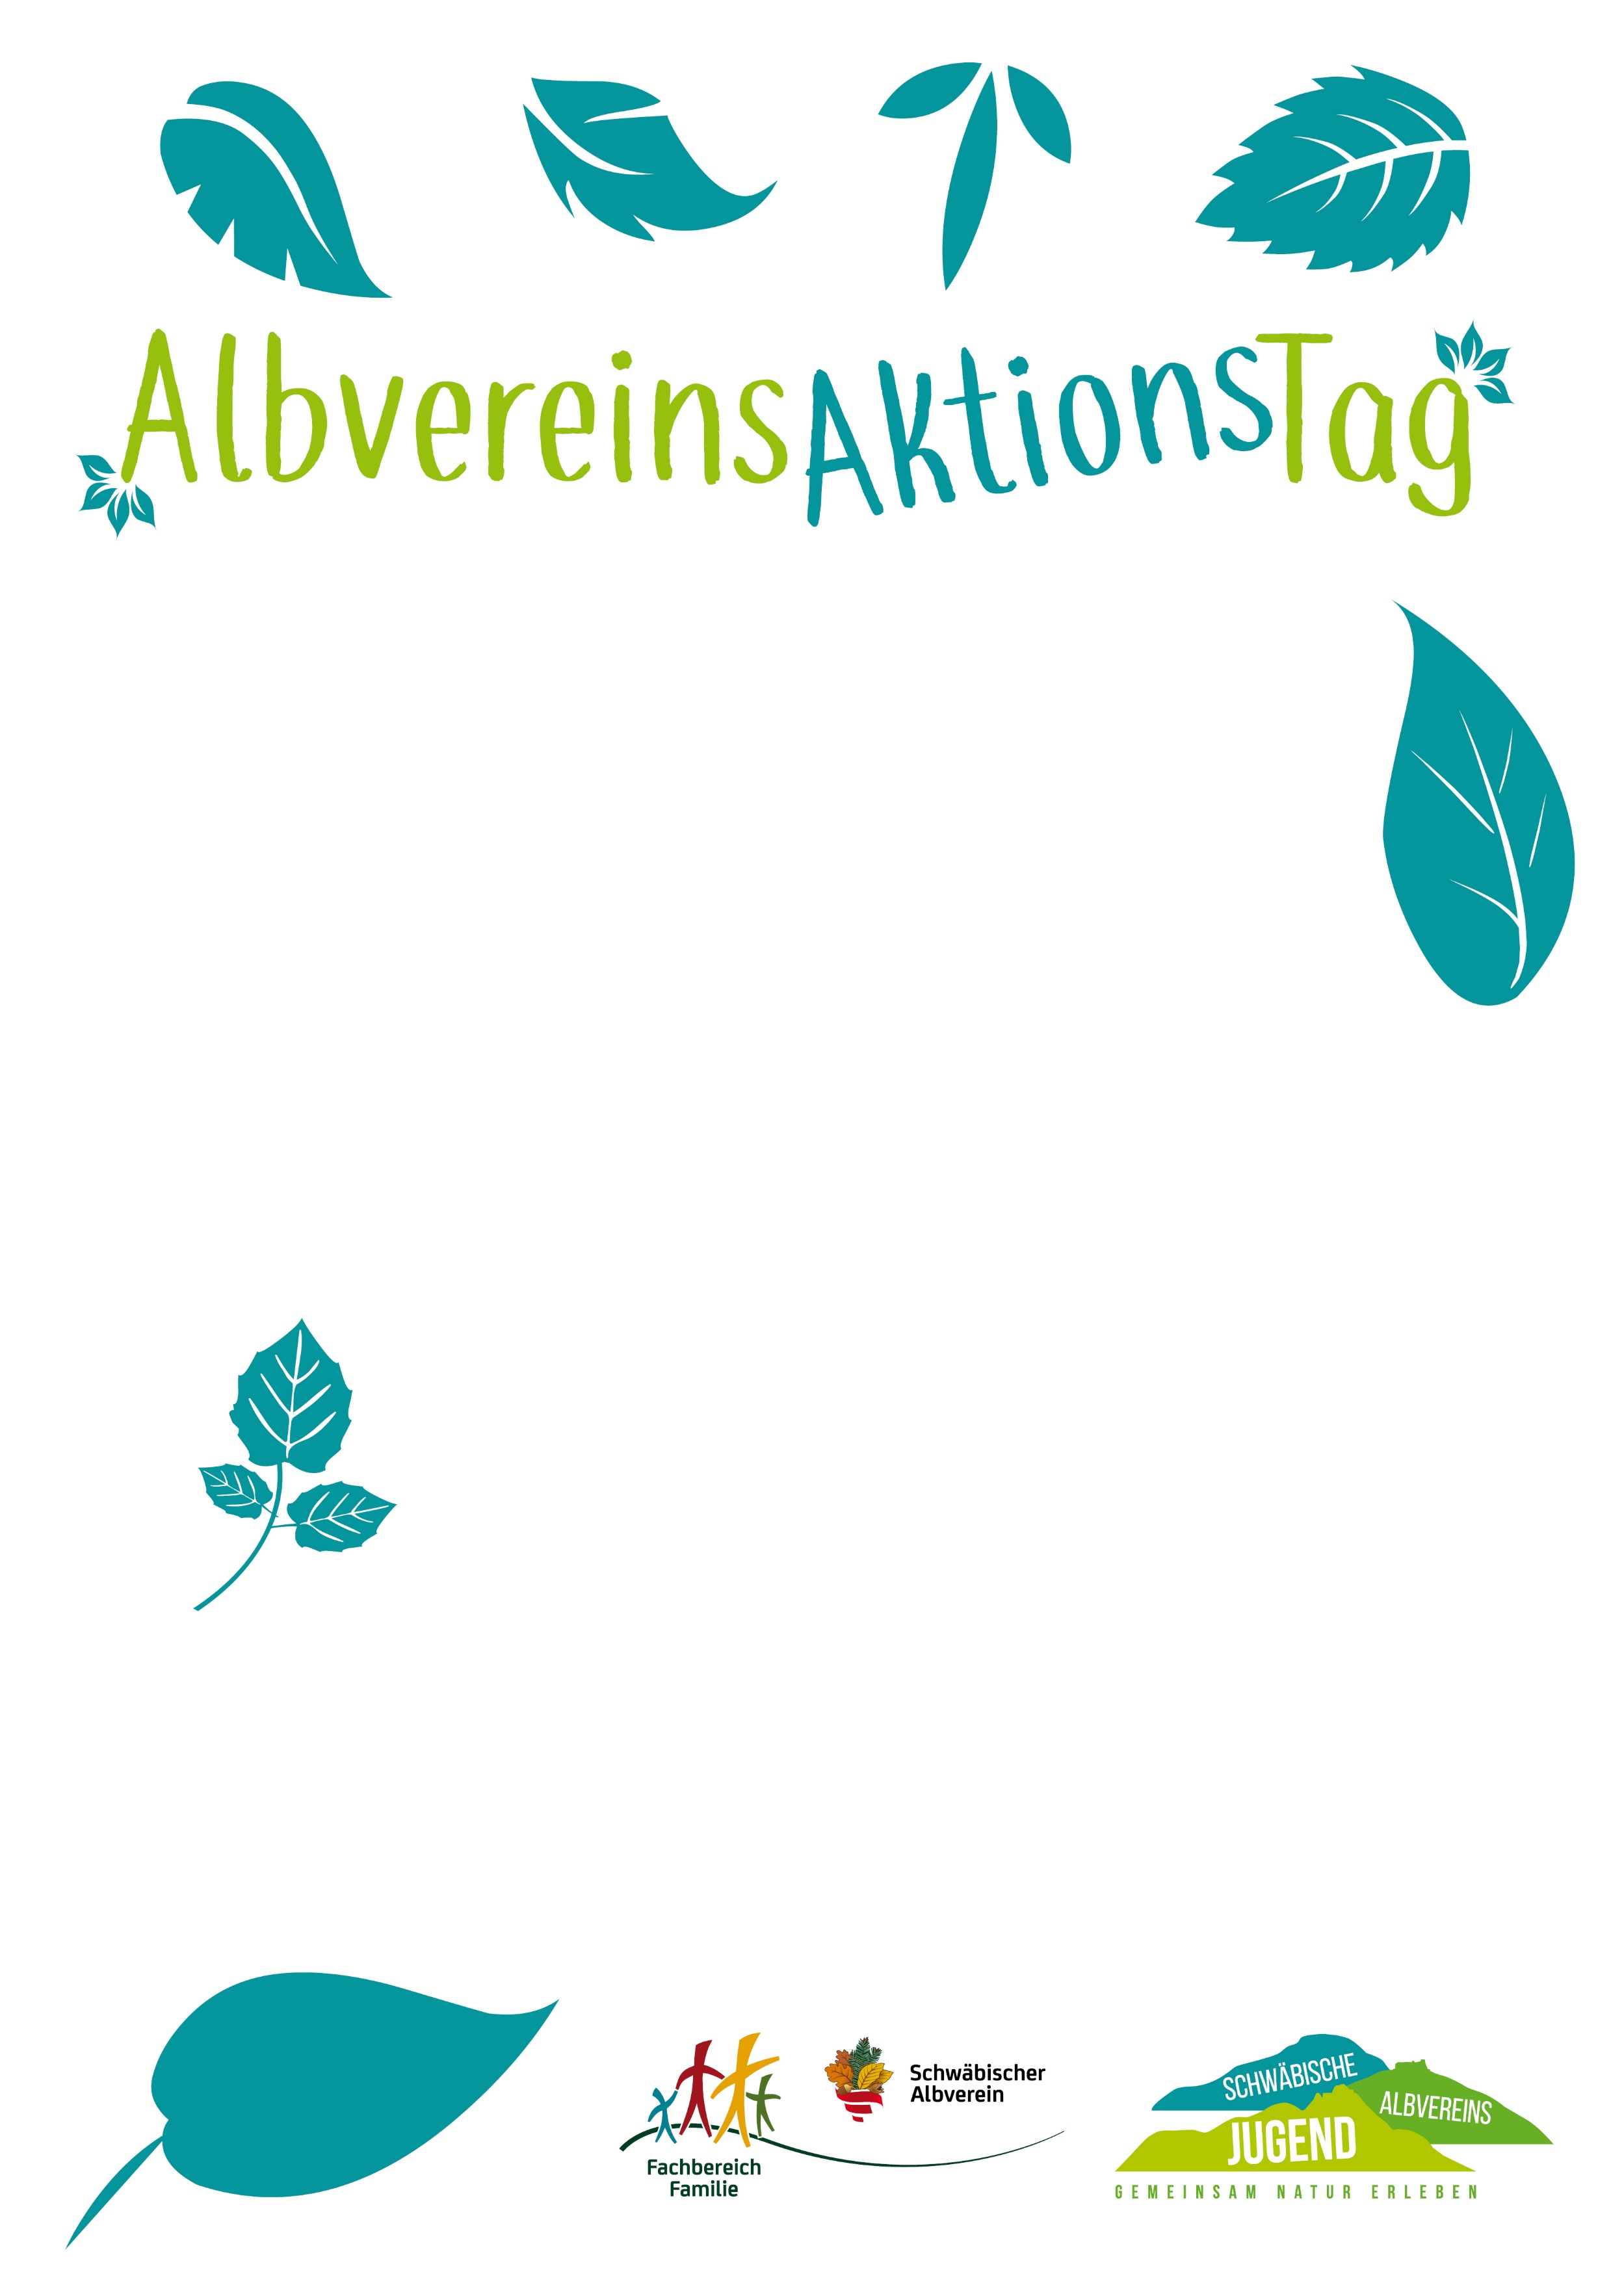 AlbvereinsAktionsTag
Schwäbischer
Albverein
Fachbereich
Familie
SCHWÄBISCHE
ALBVEREINS
JUGEND
GEMEINSAM NATUR ERLEBEN